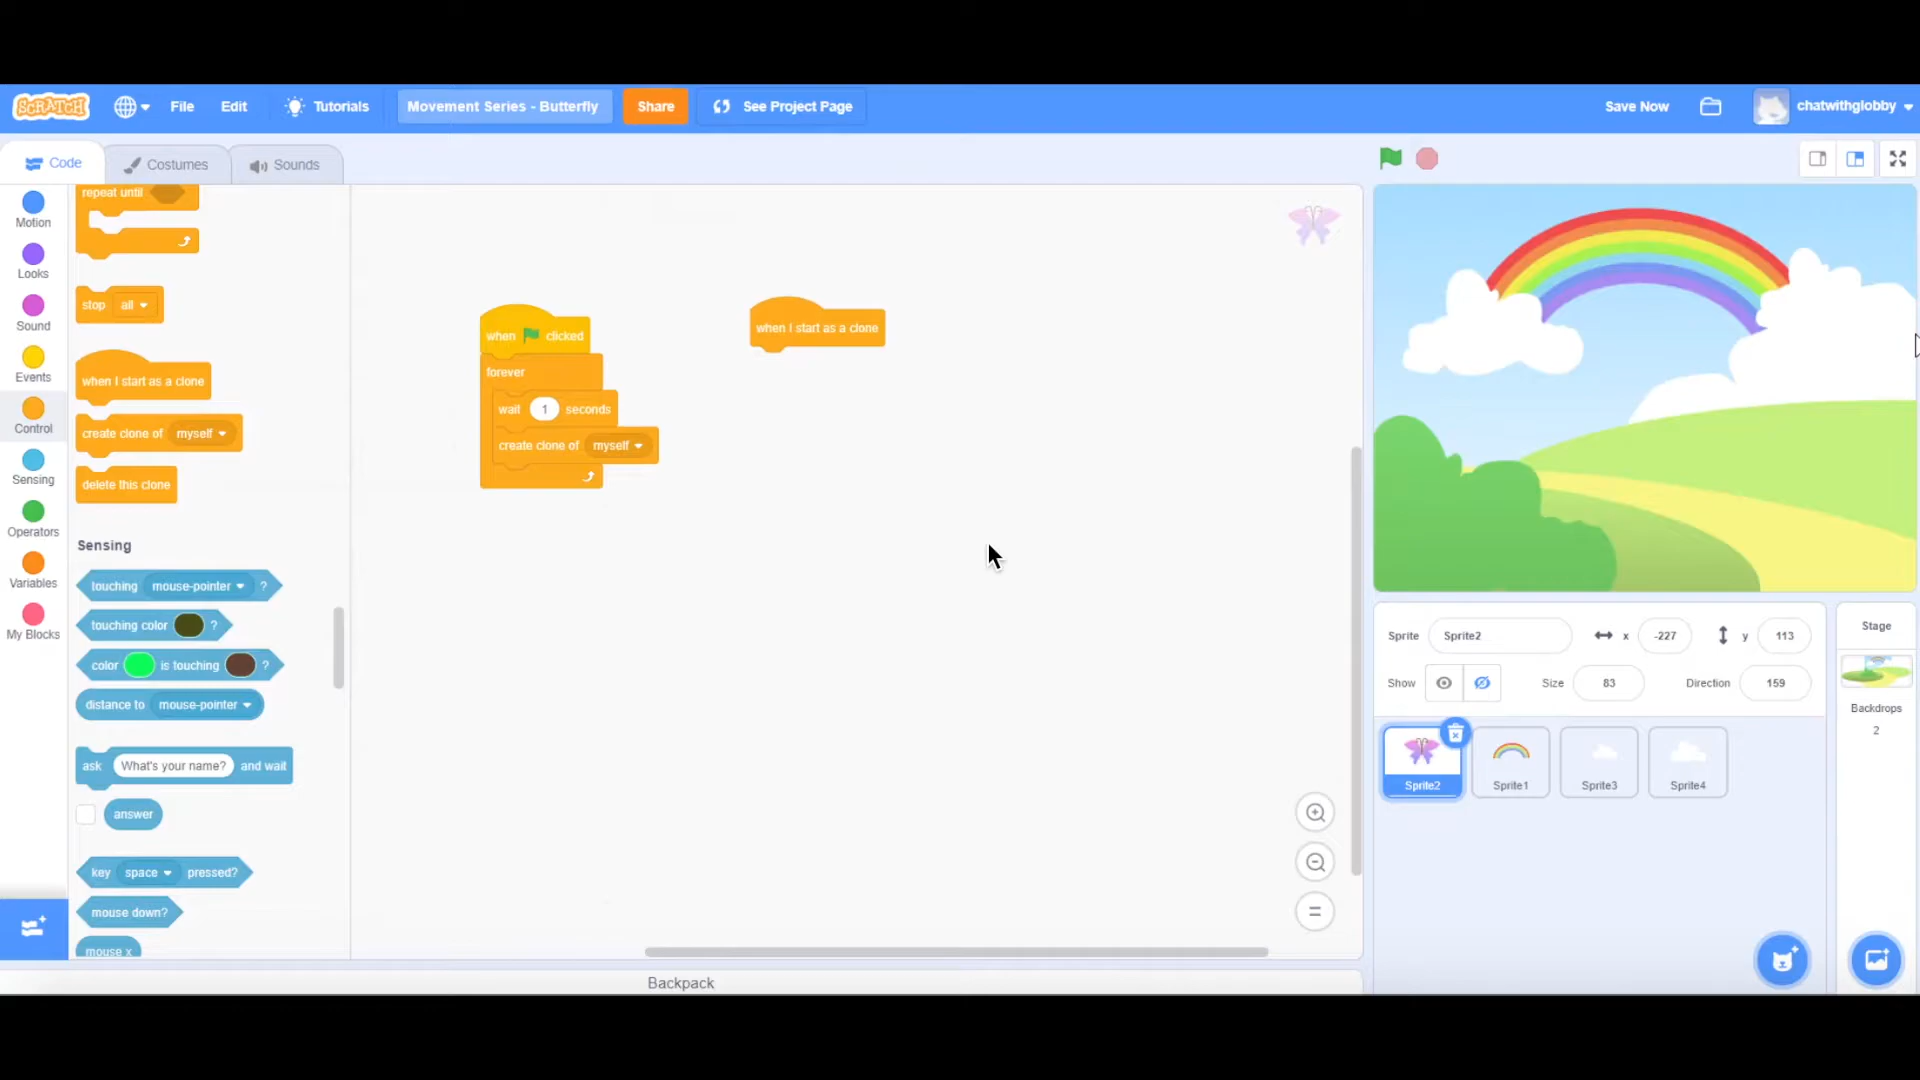 SCRATCH
File
Edit
Tutorials
Movement Series - Butterfly
Share
See Project Page
Save Now
chatwithglobby
Code
Costumes
Sounds
Motion
Looks
Sound
Events
Control
Sensing
Operators
Variables
My Blocks
repeat until
stop all
when I start as a clone
create clone of myself
delete this clone
Sensing
touching mouse-pointer ?
touching color ?
color is touching ?
distance to mouse-pointer
ask What's your name? and wait
answer
key space pressed?
mouse down?
mouse x
when clicked
forever
wait 1 seconds
create clone of myself
when I start as a clone
Backpack
Sprite Sprite2 x -227 y 113
Show Size 83 Direction 159
Sprite2
Sprite1
Sprite3
Sprite4
Stage
Backdrops
2